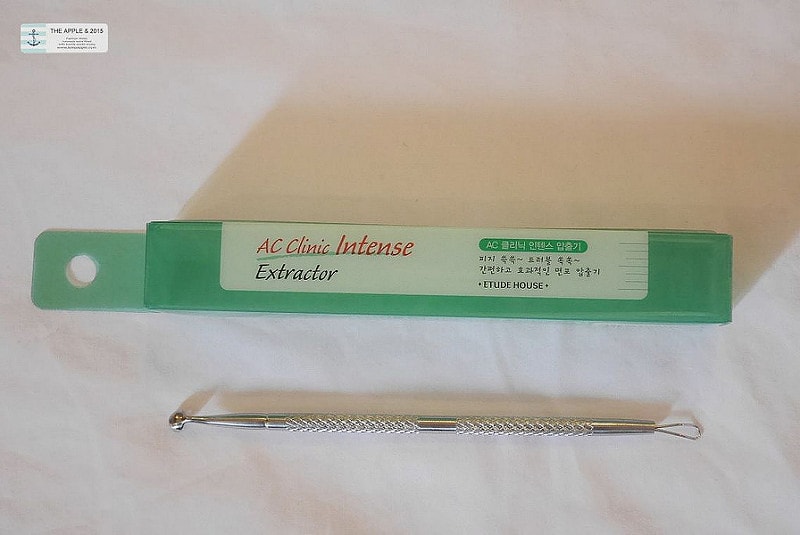 THE APPLE & 2015
AC Clinic Intense
Extractor
AC 클리닉 인텐스 압출기
피지 쏙쏙~ 트러블 쏙쏙~
간편하고 효과적인 면포 압출기
• ETUDE HOUSE •